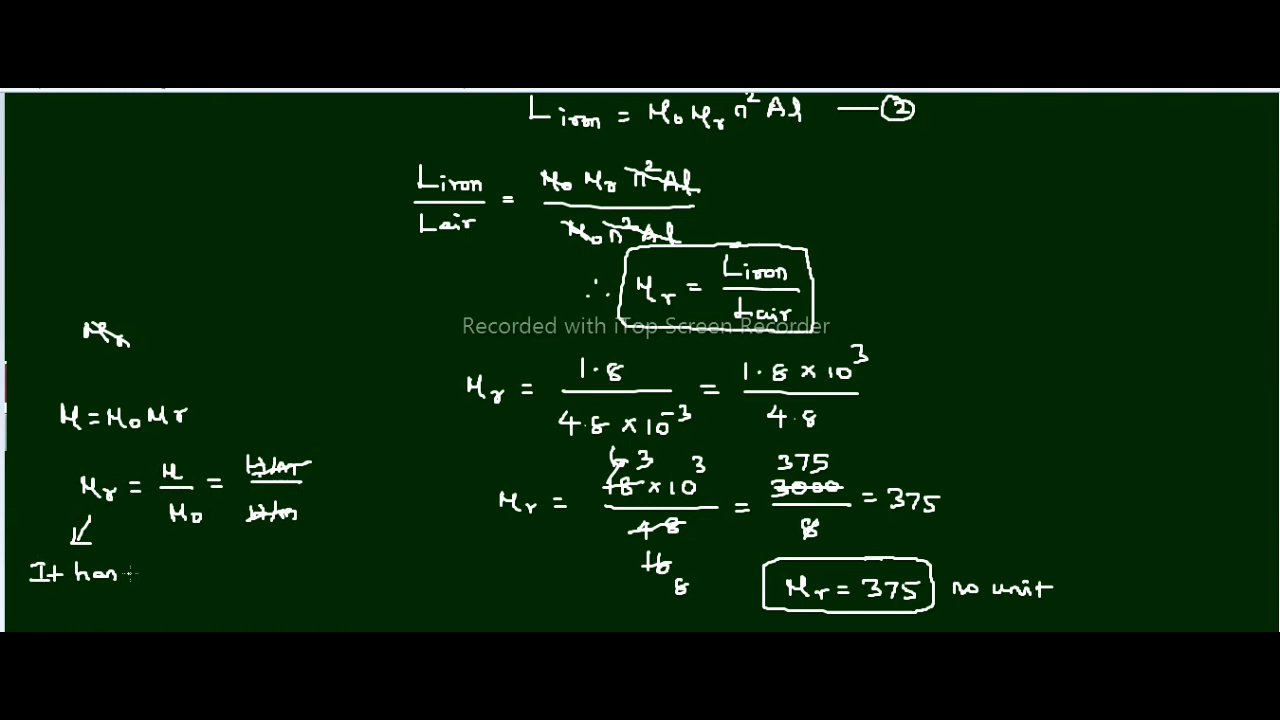 L iron = μ₀ μᵣ n² A l — ②
L iron / L air = μ₀ μᵣ n² A l / μ₀ n² A l
∴ μᵣ = L iron / L air
Recorded with iTop Screen Recorder
μᵣ = 1.8 / 4.8 × 10⁻³ = 1.8 × 10³ / 4.8
μᵣ = 18 × 10³ / 48 = 3000 / 8 = 375
6 3
375
16
8
μᵣ = 375 no unit
μᵣ
μ = μ₀ μᵣ
μᵣ = μ / μ₀ = H/m / H/m
It has